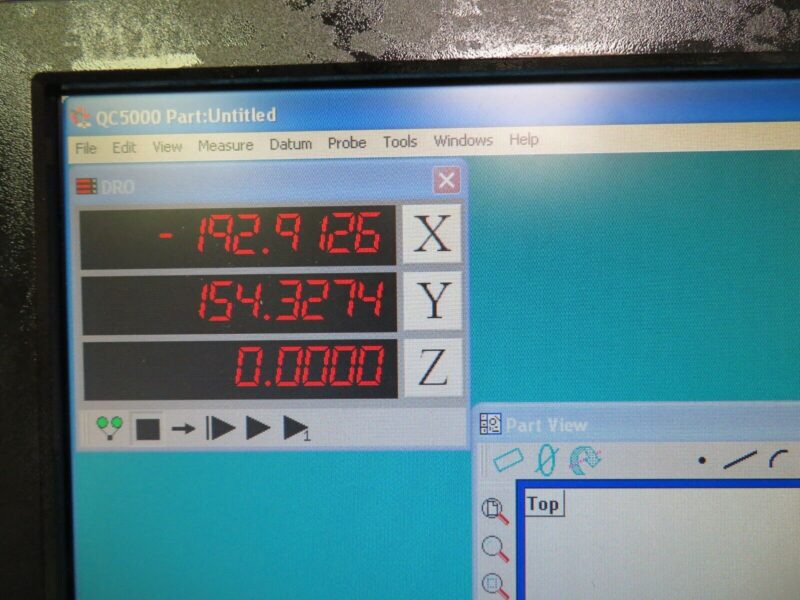 QC5000 Part:Untitled
File Edit View Measure Datum Probe Tools Windows Help
DRO
-192.9126 X
154.3274 Y
0.0000 Z
1
Part View
Top